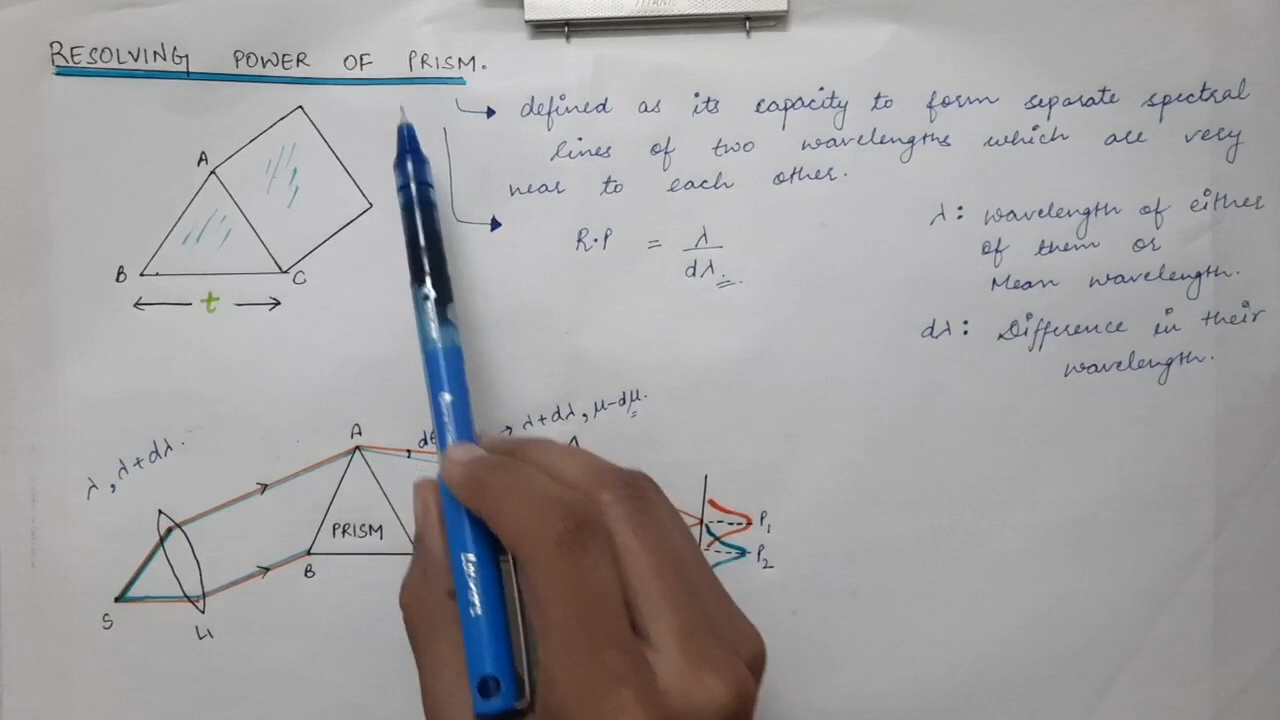 TITANIC
RESOLVING POWER OF PRISM.
defined as its capacity to form separate spectral
lines of two wavelengths which are very
near to each other.
R.P = λ
dλ.
λ: wavelength of either
of them or
Mean wavelength.
dλ: Difference in their
wavelength.
A
B
C
t
λ, λ+dλ.
A
λ+dλ, μ-dμ.
PRISM
B
S
L1
P1
P2